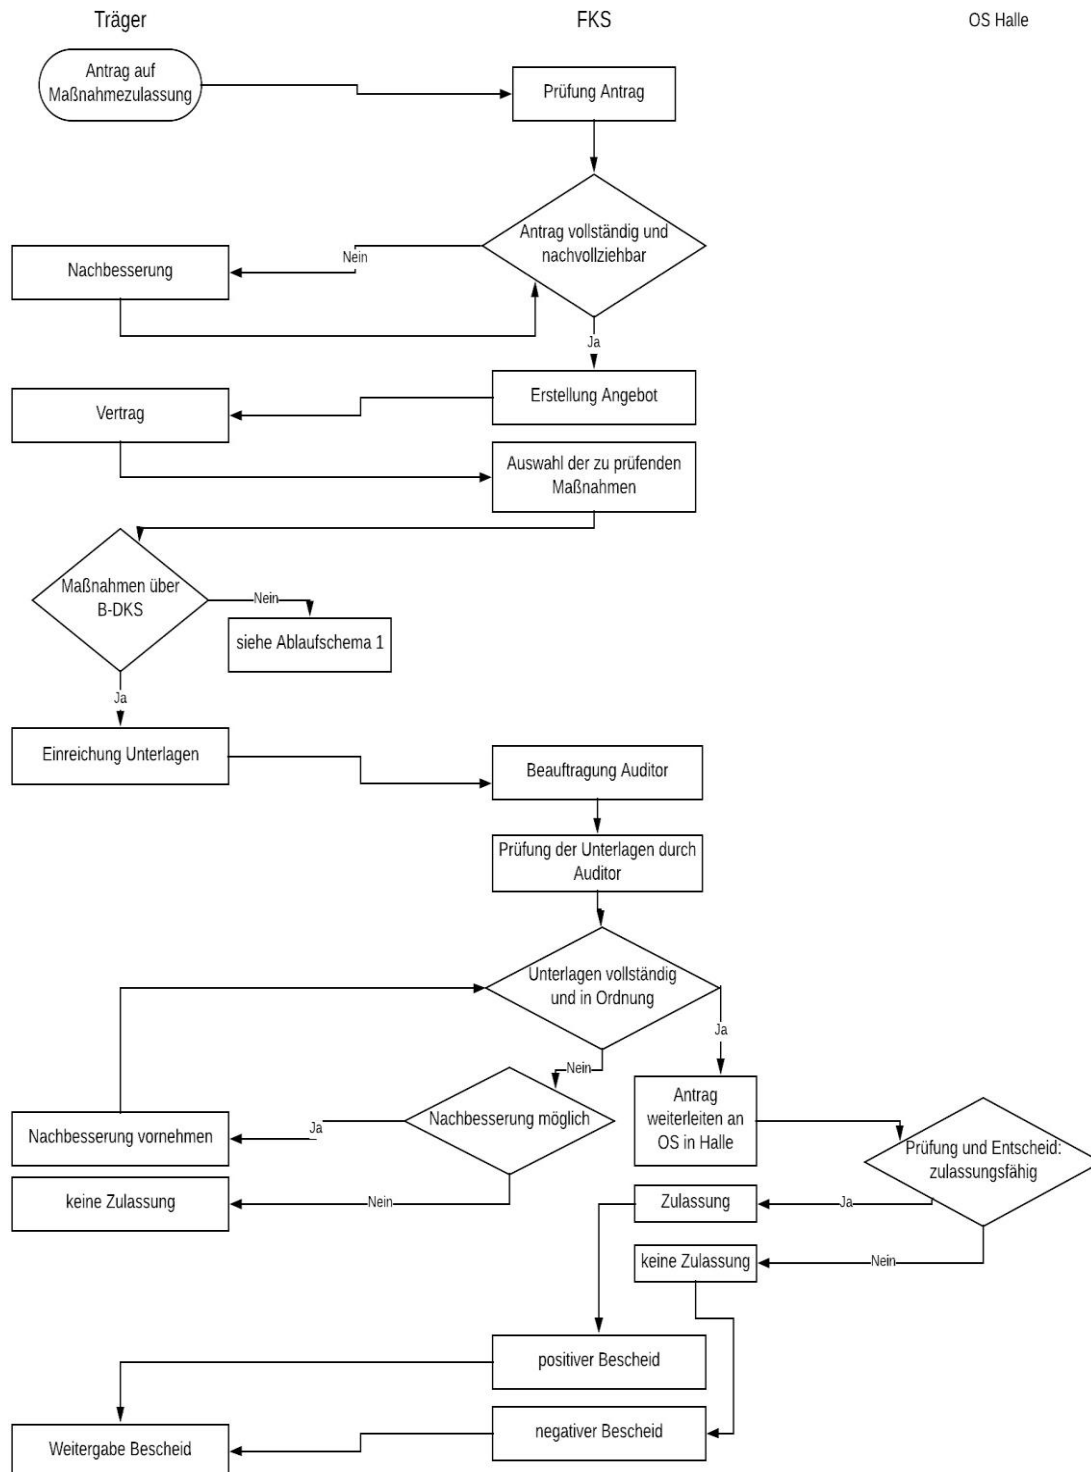 Träger
FKS
OS Halle
Antrag auf
Maßnahmezulassung
Prüfung Antrag
Antrag vollständig und
nachvollziehbar
Nein
Nachbesserung
Ja
Erstellung Angebot
Vertrag
Auswahl der zu prüfenden
Maßnahmen
Maßnahmen über
B-DKS
Nein
siehe Ablaufschema 1
Ja
Einreichung Unterlagen
Beauftragung Auditor
Prüfung der Unterlagen durch
Auditor
Unterlagen vollständig
und in Ordnung
Ja
Nein
Nachbesserung möglich
Ja
Nachbesserung vornehmen
Antrag
weiterleiten an
OS in Halle
Prüfung und Entscheid:
zulassungsfähig
Nein
keine Zulassung
Ja
Zulassung
Nein
keine Zulassung
positiver Bescheid
negativer Bescheid
Weitergabe Bescheid